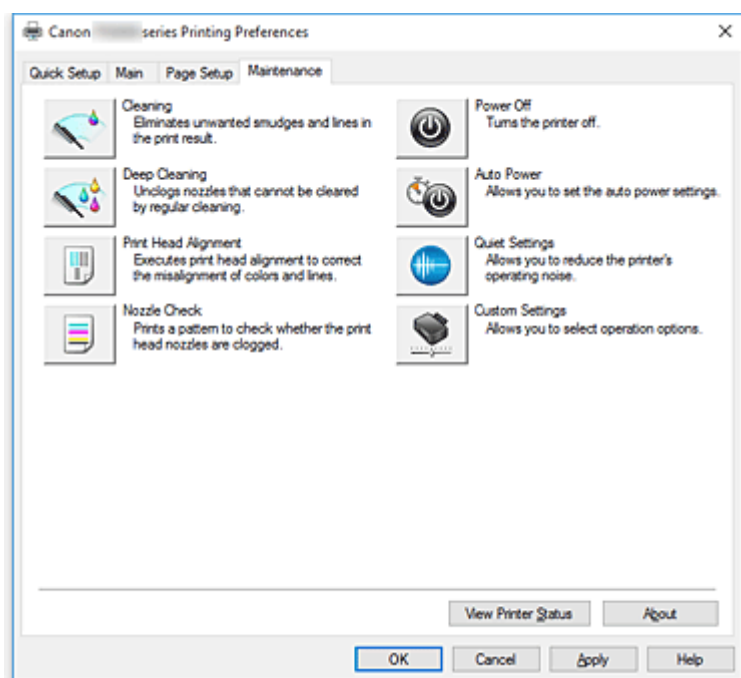 Canon series Printing Preferences
Quick Setup Main Page Setup Maintenance
Cleaning
Eliminates unwanted smudges and lines in
the print result.
Deep Cleaning
Unclogs nozzles that cannot be cleared
by regular cleaning.
Print Head Alignment
Executes print head alignment to correct
the misalignment of colors and lines.
Nozzle Check
Prints a pattern to check whether the print
head nozzles are clogged.
Power Off
Turns the printer off.
Auto Power
Allows you to set the auto power settings.
Quiet Settings
Allows you to reduce the printer's
operating noise.
Custom Settings
Allows you to select operation options.
View Printer Status About
OK Cancel Apply Help